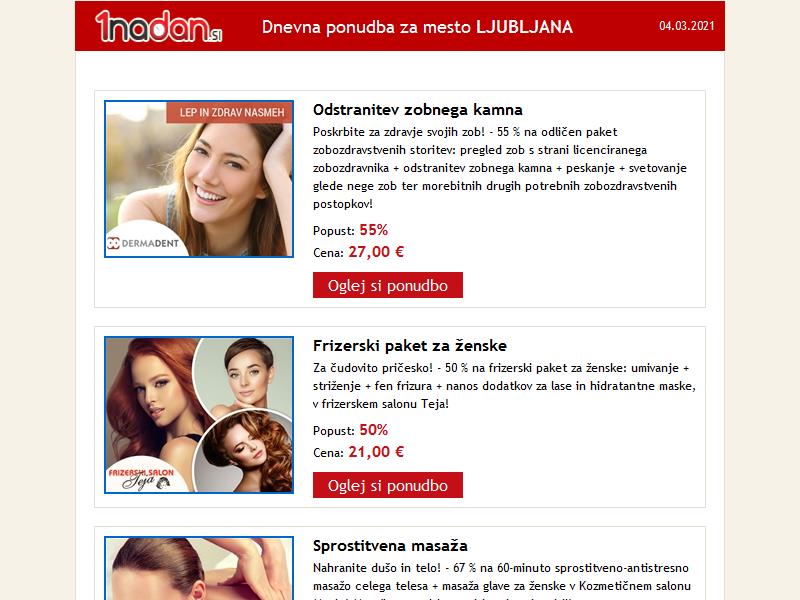 1nadan.si
Dnevna ponudba za mesto LJUBLJANA
04.03.2021
LEP IN ZDRAV NASMEH
DERMADENT
Odstranitev zobnega kamna
Poskrbite za zdravje svojih zob! - 55 % na odličen paket
zobozdravstvenih storitev: pregled zob s strani licenciranega
zobozdravnika + odstranitev zobnega kamna + peskanje + svetovanje
glede nege zob ter morebitnih drugih potrebnih zobozdravstvenih
postopkov!
Popust: 55%
Cena: 27,00 €
Oglej si ponudbo
FRIZERSKI SALON
Teja
Frizerski paket za ženske
Za čudovito pričesko! - 50 % na frizerski paket za ženske: umivanje +
striženje + fen frizura + nanos dodatkov za lase in hidratantne maske,
v frizerskem salonu Teja!
Popust: 50%
Cena: 21,00 €
Oglej si ponudbo
Sprostitvena masaža
Nahranite dušo in telo! - 67 % na 60-minuto sprostitveno-antistresno
masažo celega telesa + masaža glave za ženske v Kozmetičnem salonu